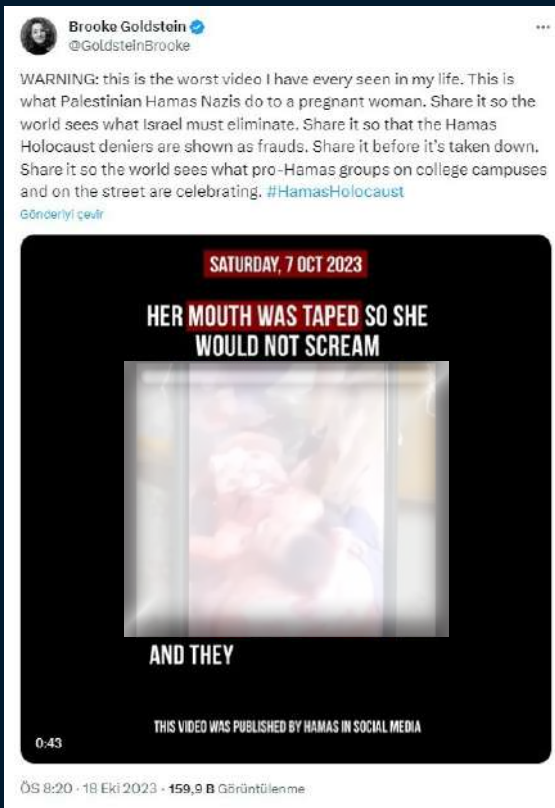 Brooke Goldstein
@GoldsteinBrooke
WARNING: this is the worst video I have every seen in my life. This is
what Palestinian Hamas Nazis do to a pregnant woman. Share it so the
world sees what Israel must eliminate. Share it so that the Hamas
Holocaust deniers are shown as frauds. Share it before it's taken down.
Share it so the world sees what pro-Hamas groups on college campuses
and on the street are celebrating. #HamasHolocaust
Gönderiyi çevir
SATURDAY, 7 OCT 2023
HER MOUTH WAS TAPED SO SHE
WOULD NOT SCREAM
AND THEY
THIS VIDEO WAS PUBLISHED BY HAMAS IN SOCIAL MEDIA
0:43
ÖS 8:20 · 18 Eki 2023 · 159,9 B Görüntülenme